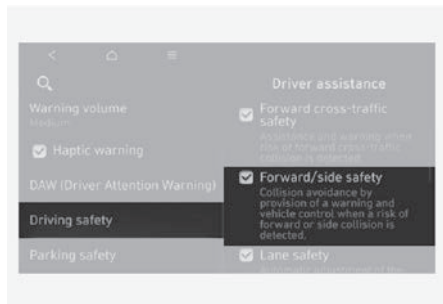 Driver assistance
Warning volume
Medium
Haptic warning
DAW (Driver Attention Warning)
Driving safety
Parking safety
Forward cross-traffic
safety
Assistance and warning when
risk of forward cross-traffic
collision is detected.
Forward/side safety
Collision avoidance by
provision of a warning and
vehicle control when a risk of
forward or side collision is
detected.
Lane safety